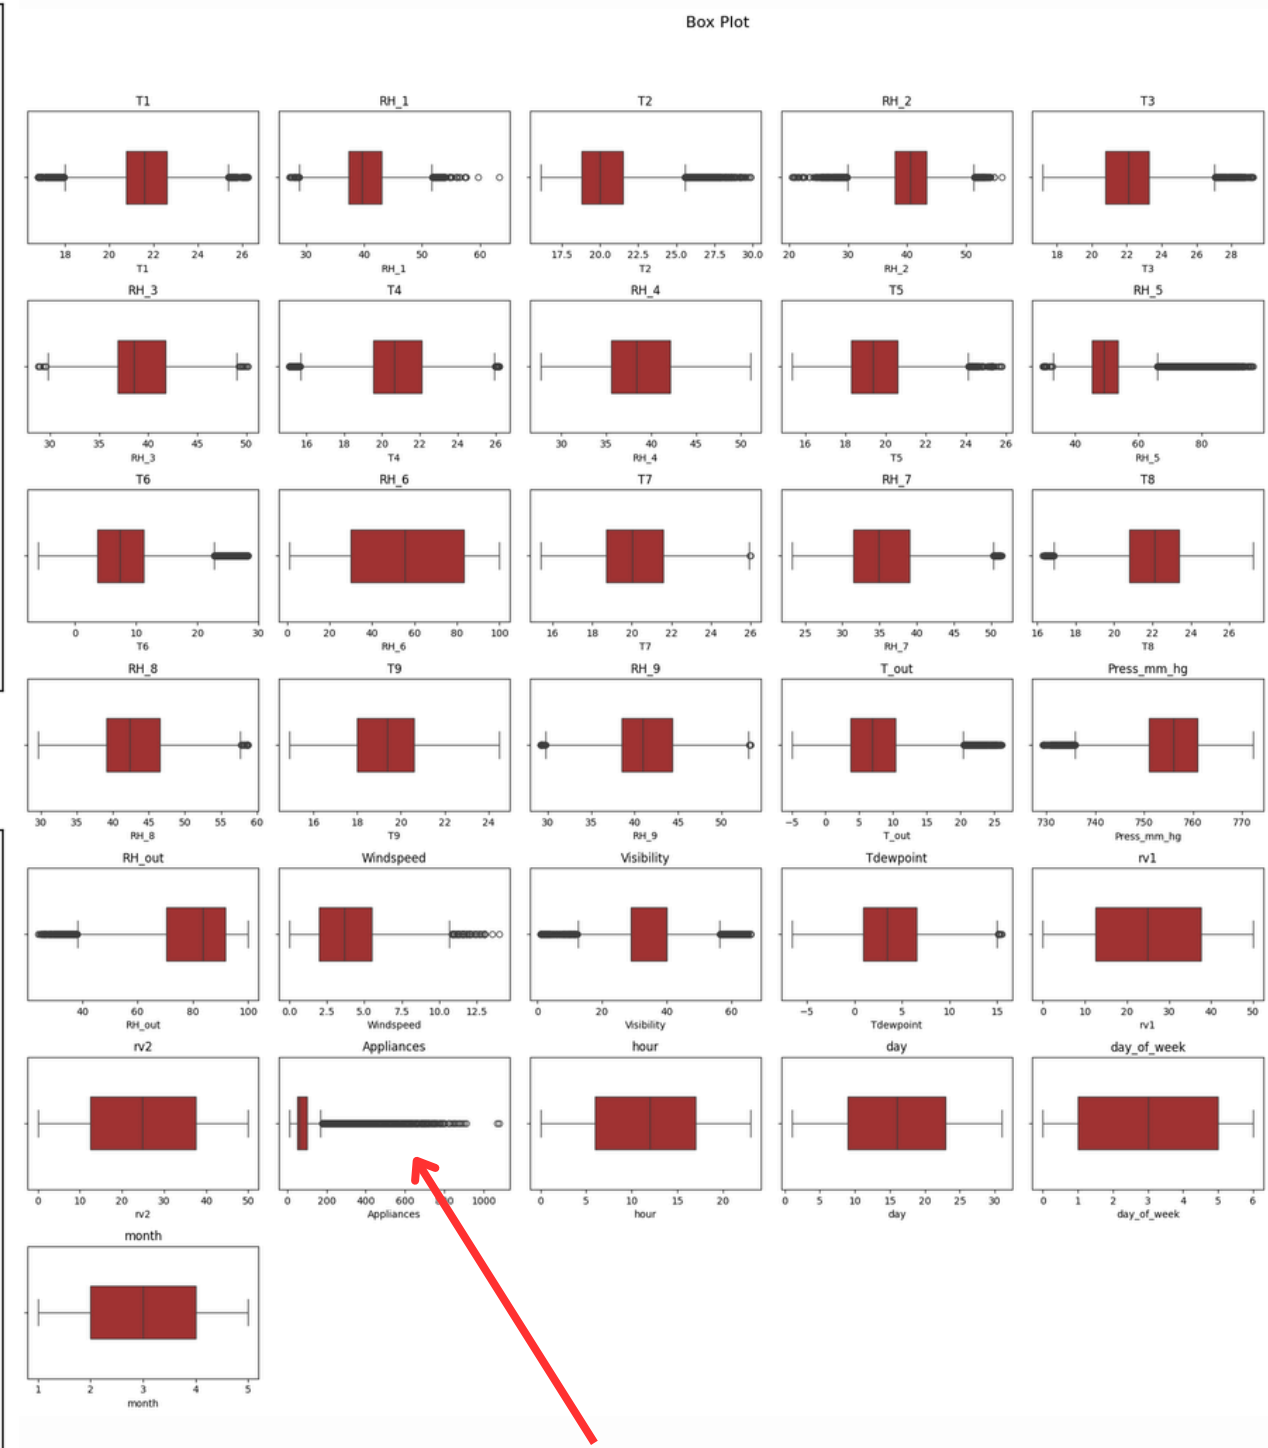 Box Plot
T1 RH_1 T2 RH_2 T3
18 20 22 24 26 30 40 50 60 17.5 20.0 22.5 25.0 27.5 30.0 20 30 40 50 18 20 22 24 26 28
T1 RH_1 T2 RH_2 T3
RH_3 T4 RH_4 T5 RH_5
30 35 40 45 50 16 18 20 22 24 26 30 35 40 45 50 16 18 20 22 24 26 40 60 80
RH_3 T4 RH_4 T5 RH_5
T6 RH_6 T7 RH_7 T8
0 10 20 30 0 20 40 60 80 100 16 18 20 22 24 26 25 30 35 40 45 50 16 18 20 22 24 26
T6 RH_6 T7 RH_7 T8
RH_8 T9 RH_9 T_out Press_mm_hg
30 35 40 45 50 55 60 16 18 20 22 24 30 35 40 45 50 −5 0 5 10 15 20 25 730 740 750 760 770
RH_8 T9 RH_9 T_out Press_mm_hg
RH_out Windspeed Visibility Tdewpoint rv1
40 60 80 100 0.0 2.5 5.0 7.5 10.0 12.5 0 20 40 60 −5 0 5 10 15 0 10 20 30 40 50
RH_out Windspeed Visibility Tdewpoint rv1
rv2 Appliances hour day day_of_week
0 10 20 30 40 50 0 200 400 600 1000 0 5 10 15 20 0 5 10 15 20 25 30 0 1 2 3 4 5 6
rv2 Appliances hour day day_of_week
month
1 2 3 4 5
month